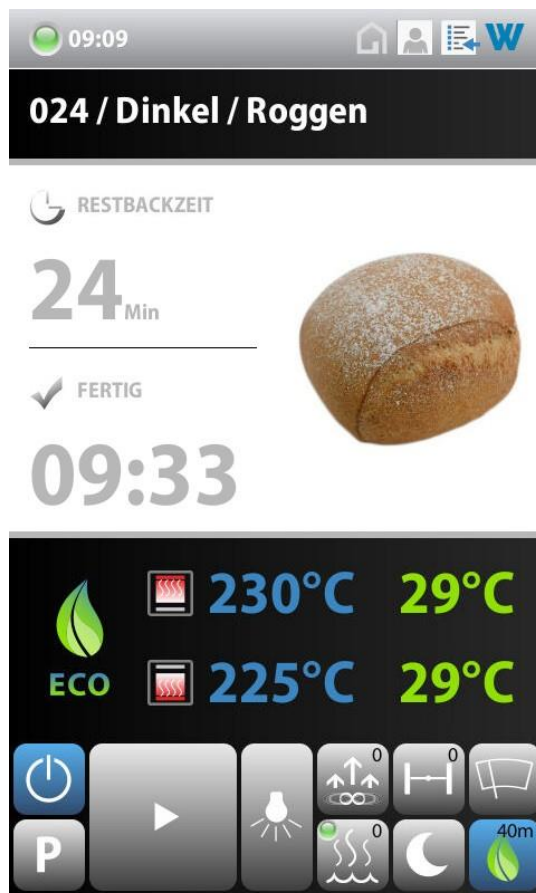 09:09
W
024 / Dinkel / Roggen
RESTBACKZEIT
24 Min
FERTIG
09:33
230°C 29°C
ECO
225°C 29°C
0 0
P 0 40m